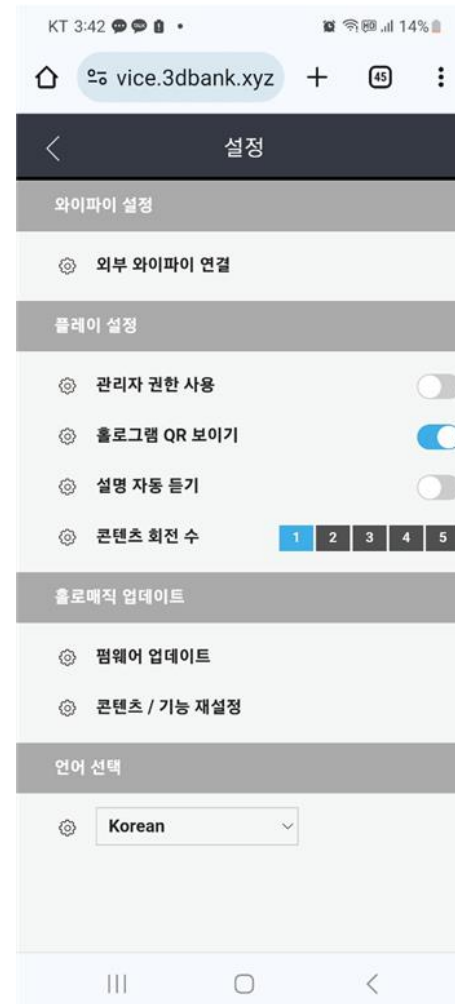 KT 3:42 14%
vice.3dbank.xyz 45
설정
와이파이 설정
외부 와이파이 연결
플레이 설정
관리자 권한 사용
홀로그램 QR 보이기
설명 자동 듣기
콘텐츠 회전 수 1 2 3 4 5
홀로매직 업데이트
펌웨어 업데이트
콘텐츠 / 기능 재설정
언어 선택
Korean